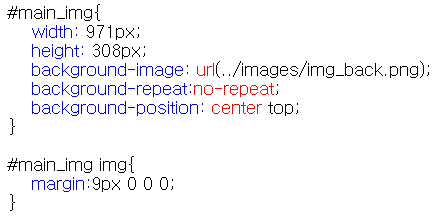 #main_img{
    width: 971px;
    height: 308px;
    background-image: url(../images/img_back.png);
    background-repeat:no-repeat;
    background-position: center top;
}

#main_img img{
    margin:9px 0 0 0;
}